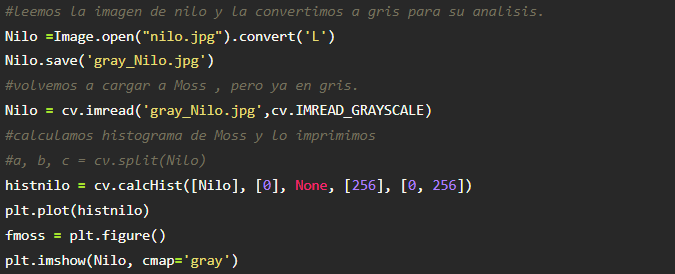 #leemos la imagen de nilo y la convertimos a gris para su analisis.
Nilo =Image.open("nilo.jpg").convert('L')
Nilo.save('gray_Nilo.jpg')
#volvemos a cargar a Moss , pero ya en gris.
Nilo = cv.imread('gray_Nilo.jpg',cv.IMREAD_GRAYSCALE)
#calculamos histograma de Moss y lo imprimimos
#a, b, c = cv.split(Nilo)
histnilo = cv.calcHist([Nilo], [0], None, [256], [0, 256])
plt.plot(histnilo)
fmoss = plt.figure()
plt.imshow(Nilo, cmap='gray')